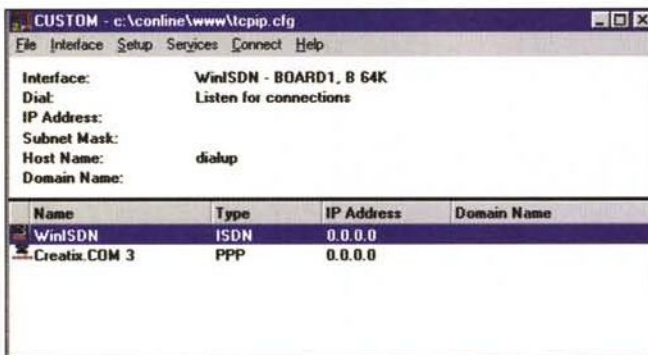 CUSTOM - c:\conline\www\tcpip.cfg
File Interface Setup Services Connect Help
Interface: WinISDN - BOARD1, B 64K
Dial: Listen for connections
IP Address:
Subnet Mask:
Host Name: dialup
Domain Name:
Name Type IP Address Domain Name
WinISDN ISDN 0.0.0.0
Creatix.COM 3 PPP 0.0.0.0